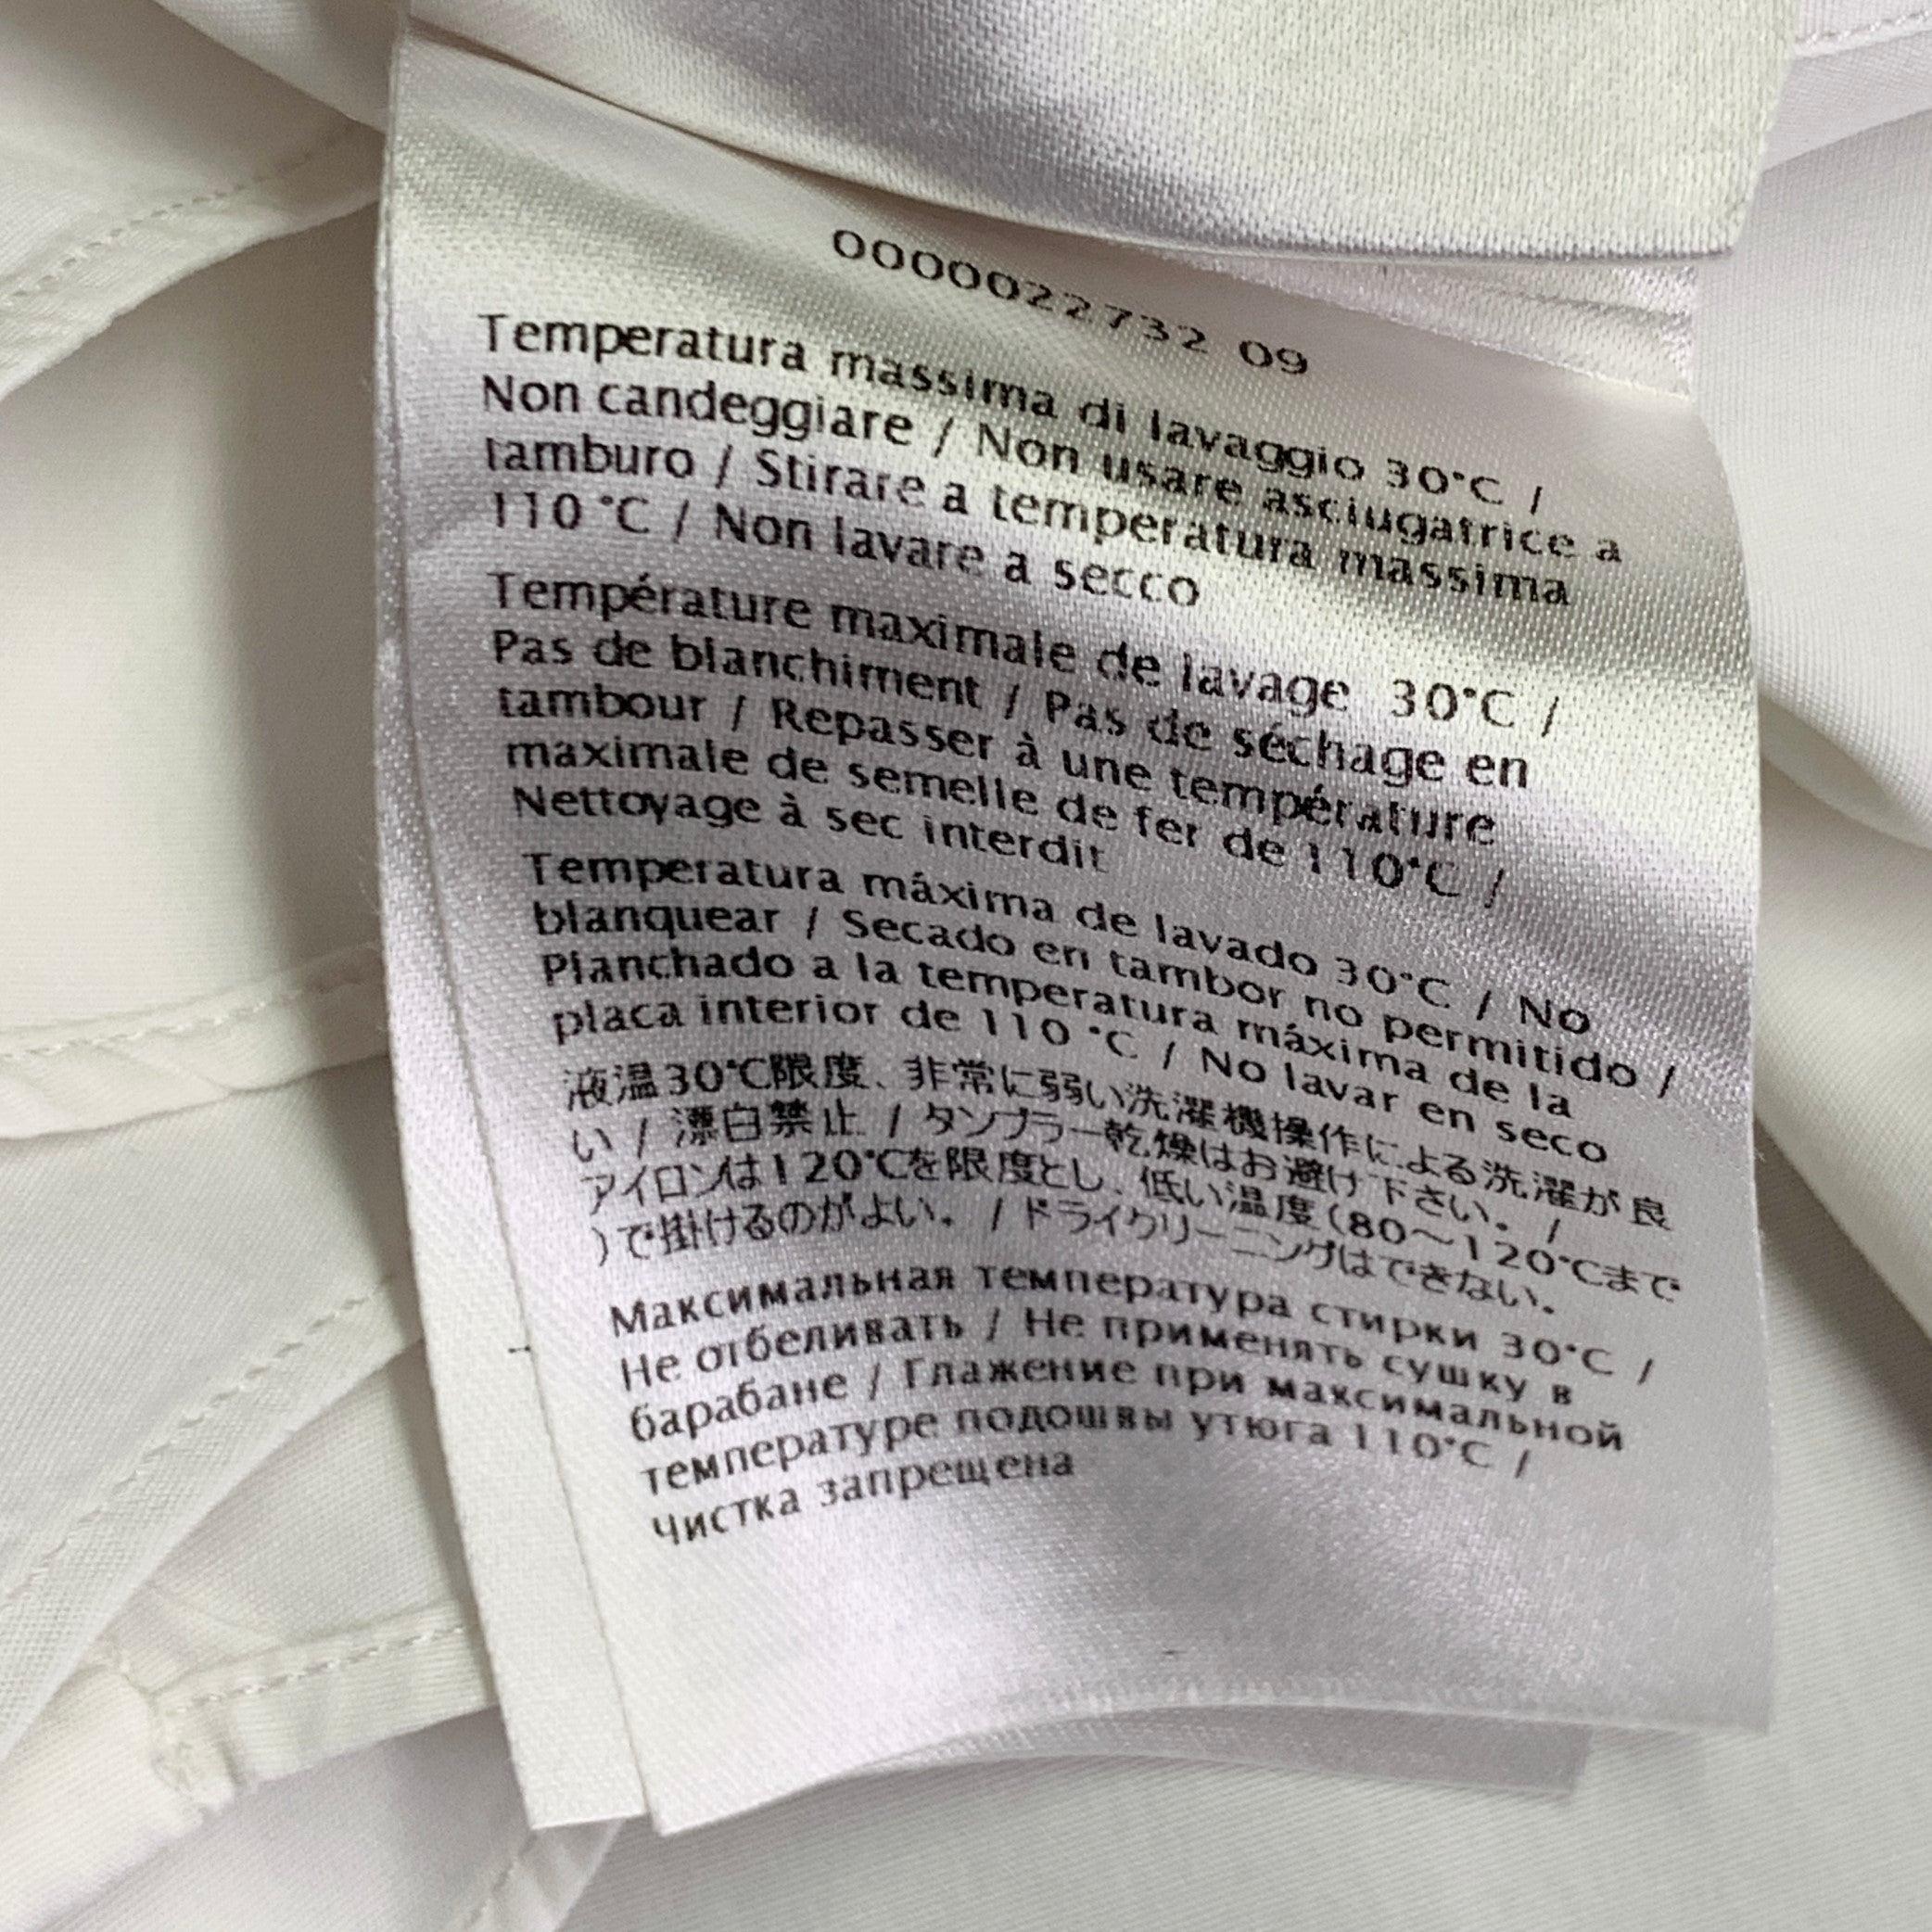 0000022732 09
Temperatura massima di lavaggio 30°C /
Non candeggiare / Non usare asciugatrice a
tamburo / Stirare a temperatura massima
110 °C / Non lavare a secco
Température maximale de lavage 30°C /
Pas de blanchiment / Pas de séchage en
tambour / Repasser à une température
maximale de semelle de fer de 110°C /
Nettoyage à sec interdit
Temperatura máxima de lavado 30°C / No
blanquear / Secado en tambor no permitido /
Planchado a la temperatura máxima de la
placa interior de 110 °C / No lavar en seco
液温30℃限度、非常に弱い洗濯機操作による洗濯が良
い / 漂白禁止 / タンブラー乾燥はお避け下さい。 /
アイロンは120℃を限度とし、低い温度(80～120℃まで
)で掛けるのがよい。 / ドライクリーニングはできない。
Максимальная температура стирки 30°C /
Не отбеливать / Не применять сушку в
барабане / Глажение при максимальной
температуре подошвы утюга 110°C /
чистка запрещена